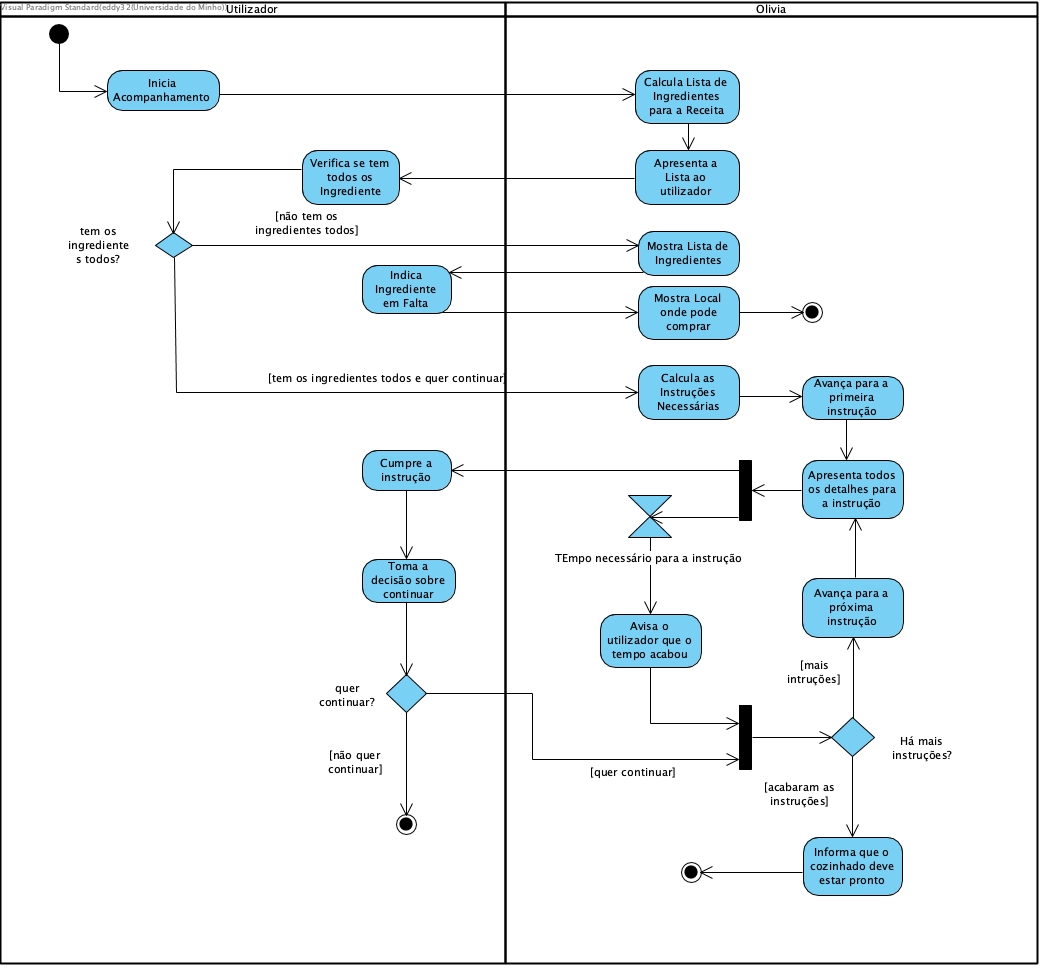 Visual Paradigm Standard(eddy32(Universidade do Minho))
Utilizador
Olivia
Inicia
Acompanhamento
Calcula Lista de
Ingredientes
para a Receita
Verifica se tem
todos os
Ingrediente
Apresenta a
Lista ao
utilizador
[não tem os
ingredientes todos]
tem os
ingrediente
s todos?
Mostra Lista de
Ingredientes
Indica
Ingrediente
em Falta
Mostra Local
onde pode
comprar
[tem os ingredientes todos e quer continuar]
Calcula as
Instruções
Necessárias
Avança para a
primeira
instrução
Cumpre a
instrução
Apresenta todos
os detalhes para
a instrução
TEmpo necessário para a instrução
Toma a
decisão sobre
continuar
Avança para a
próxima
instrução
Avisa o
utilizador que o
tempo acabou
[mais
intruções]
quer
continuar?
Há mais
instruções?
[não quer
continuar]
[quer continuar]
[acabaram as
instruções]
Informa que o
cozinhado deve
estar pronto